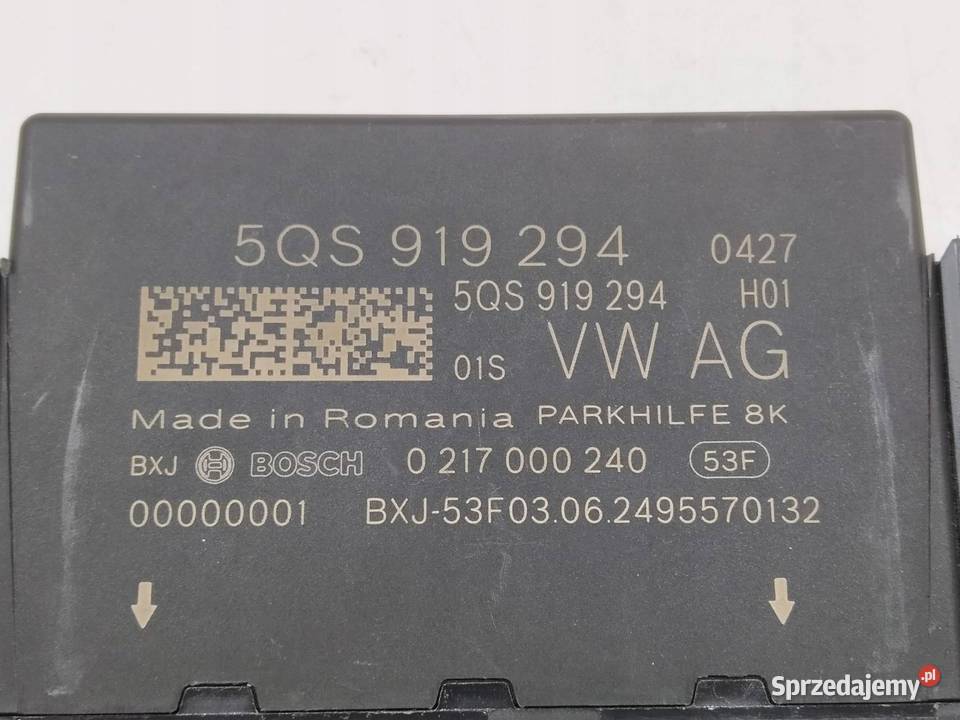 5QS 919 294 0427
5QS 919 294 H01
01S VW AG
Made in Romania PARKHILFE 8K
BXJ BOSCH 0 217 000 240 53F
00000001 BXJ-53F03.06.2495570132
Sprzedajemy.pl